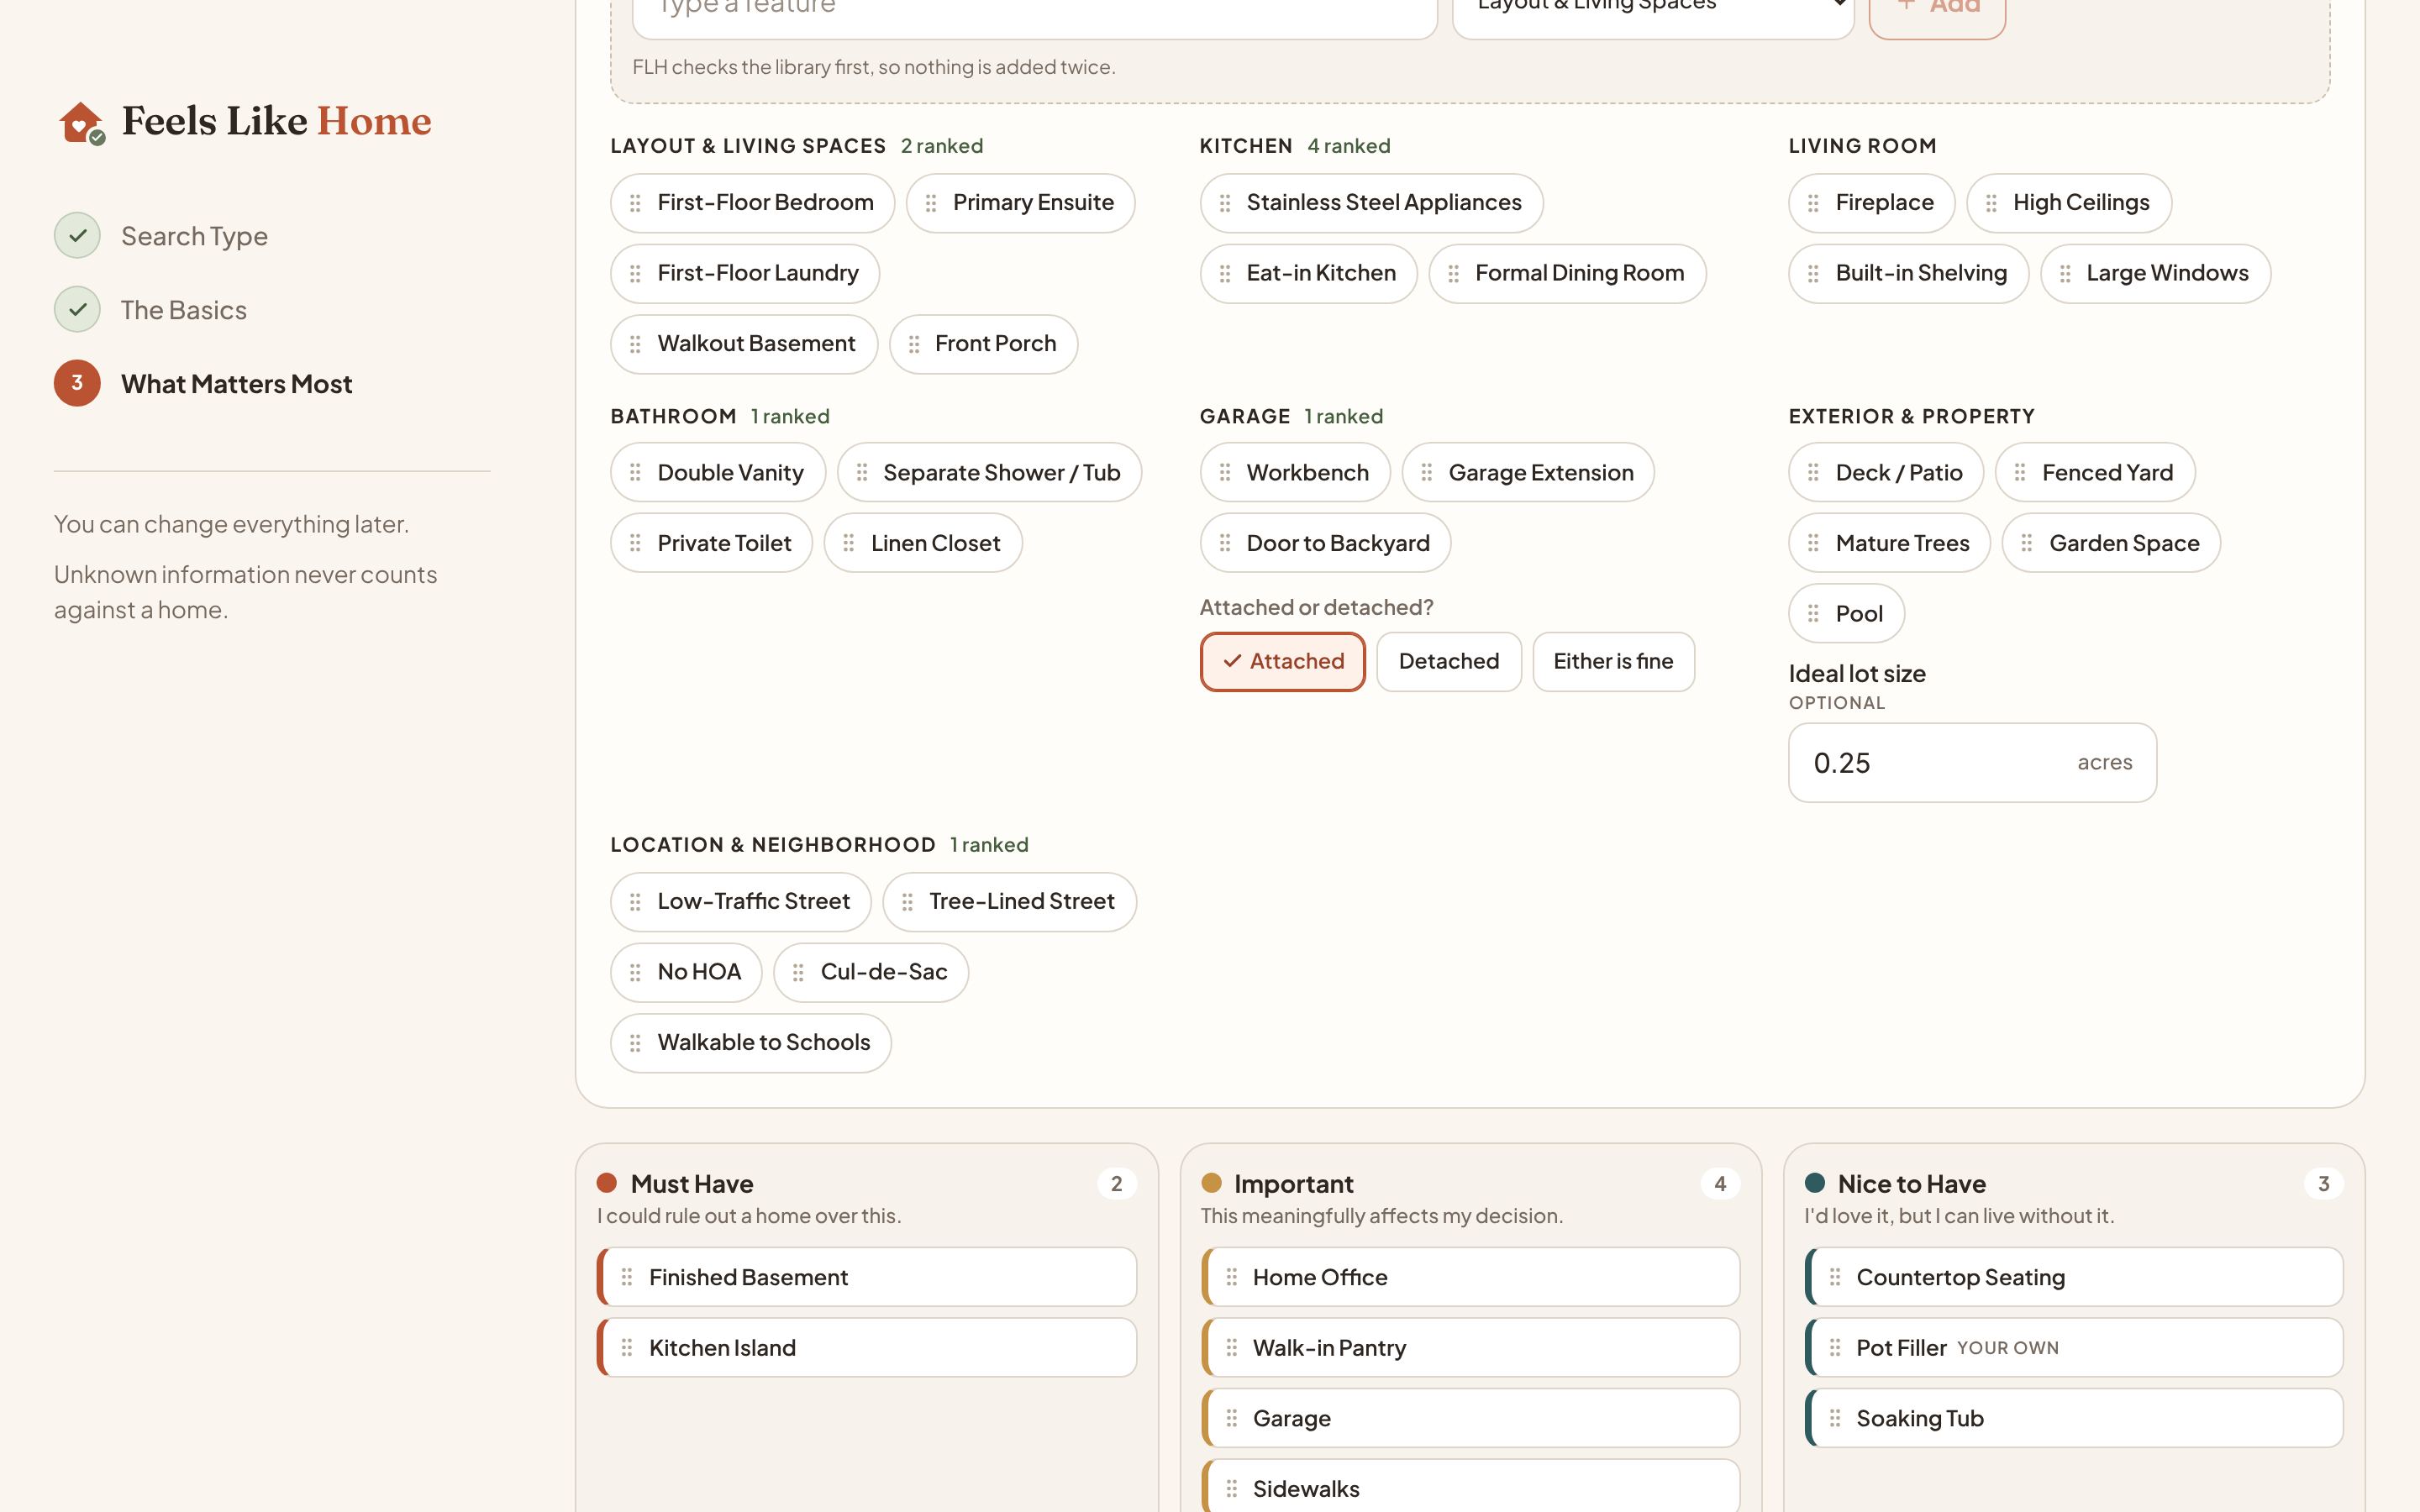 Type a feature
Layout & Living Spaces
+ Add
FLH checks the library first, so nothing is added twice.
Feels Like Home
Search Type
The Basics
3 What Matters Most
You can change everything later.
Unknown information never counts
against a home.
LAYOUT & LIVING SPACES 2 ranked
First-Floor Bedroom
Primary Ensuite
First-Floor Laundry
Walkout Basement
Front Porch
KITCHEN 4 ranked
Stainless Steel Appliances
Eat-in Kitchen
Formal Dining Room
LIVING ROOM
Fireplace
High Ceilings
Built-in Shelving
Large Windows
BATHROOM 1 ranked
Double Vanity
Separate Shower / Tub
Private Toilet
Linen Closet
GARAGE 1 ranked
Workbench
Garage Extension
Door to Backyard
Attached or detached?
Attached
Detached
Either is fine
EXTERIOR & PROPERTY
Deck / Patio
Fenced Yard
Mature Trees
Garden Space
Pool
Ideal lot size
OPTIONAL
0.25 acres
LOCATION & NEIGHBORHOOD 1 ranked
Low-Traffic Street
Tree-Lined Street
No HOA
Cul-de-Sac
Walkable to Schools
Must Have 2
I could rule out a home over this.
Finished Basement
Kitchen Island
Important 4
This meaningfully affects my decision.
Home Office
Walk-in Pantry
Garage
Sidewalks
Nice to Have 3
I'd love it, but I can live without it.
Countertop Seating
Pot Filler YOUR OWN
Soaking Tub